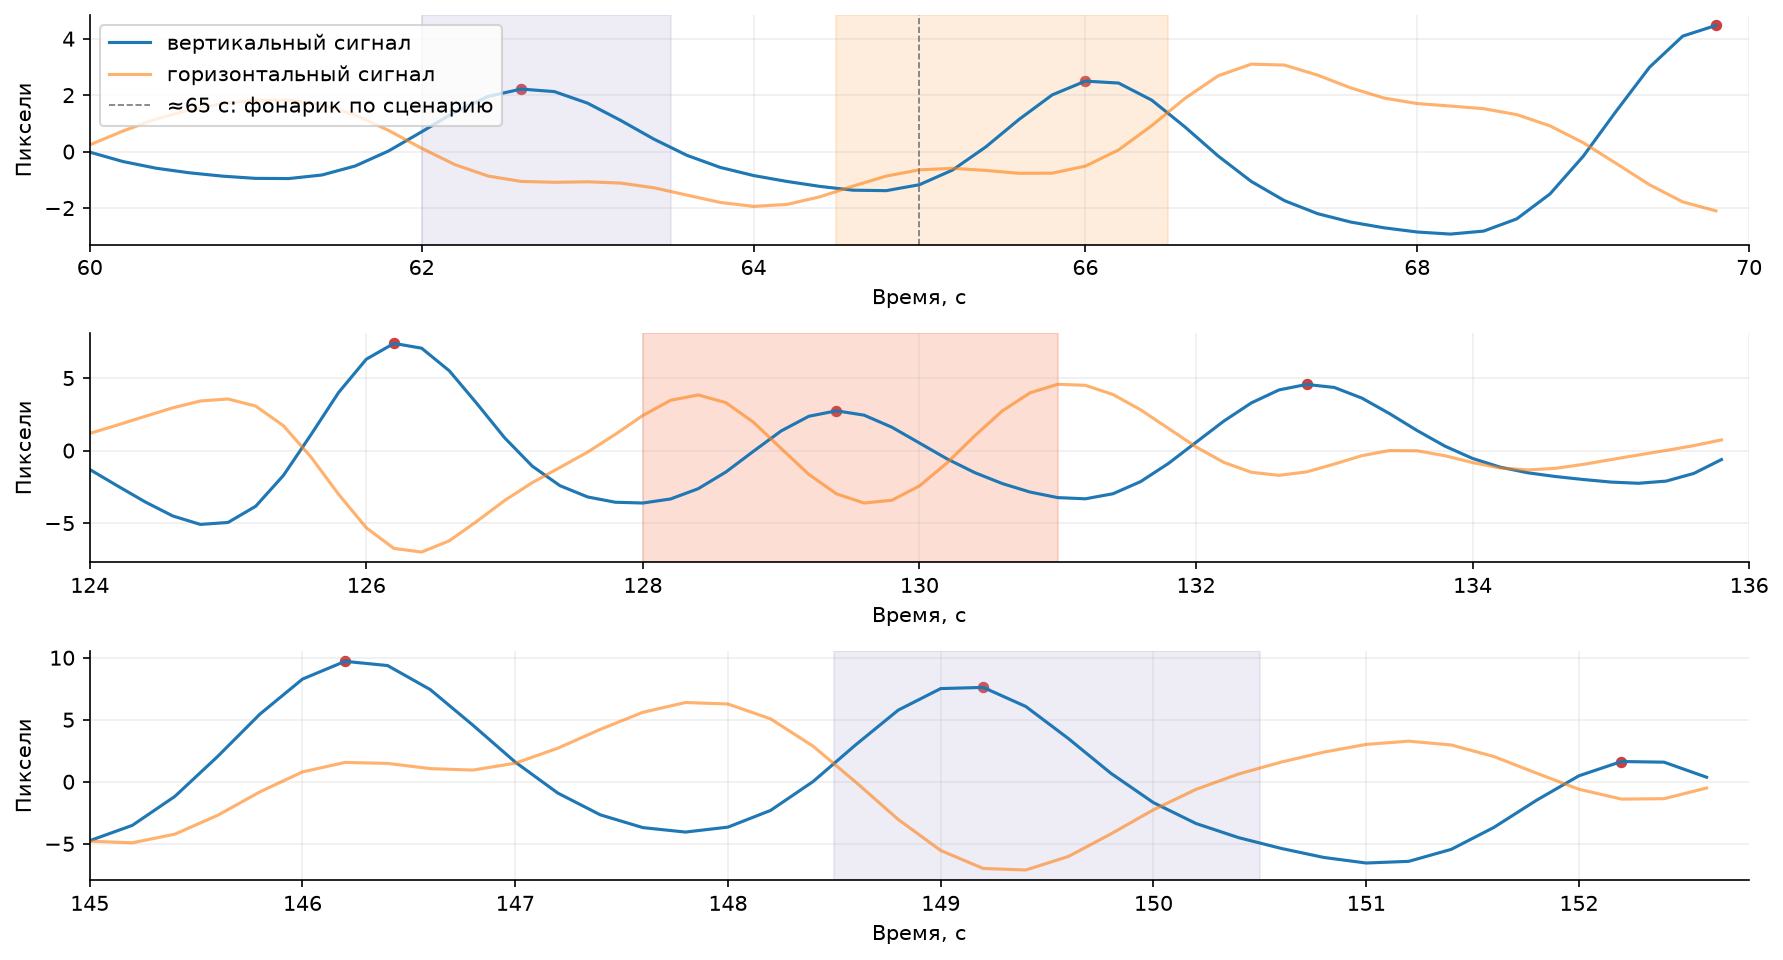 вертикальный сигнал
горизонтальный сигнал
≈65 с: фонарик по сценарию
Пиксели
4
2
0
−2
60 62 64 66 68 70
Время, с
Пиксели
5
0
−5
124 126 128 130 132 134 136
Время, с
Пиксели
10
5
0
−5
145 146 147 148 149 150 151 152
Время, с